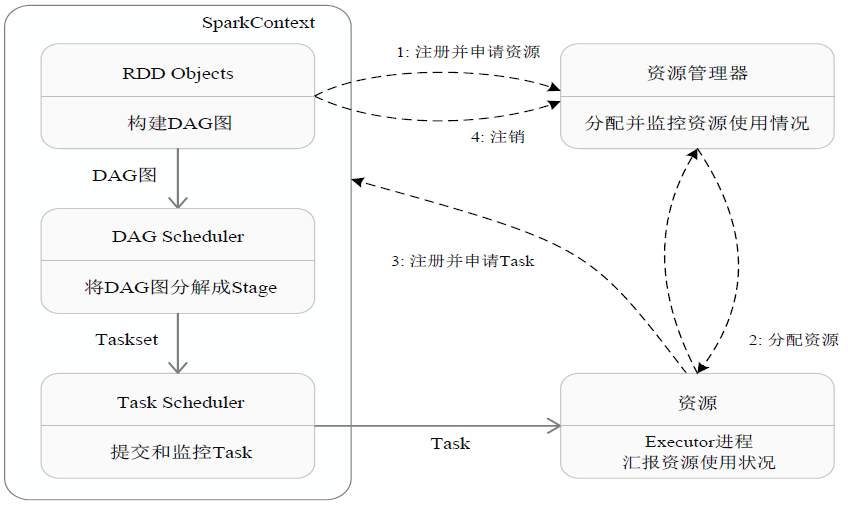 SparkContext
RDD Objects
构建DAG图
DAG图
DAG Scheduler
将DAG图分解成Stage
Taskset
Task Scheduler
提交和监控Task
1: 注册并申请资源
4: 注销
3: 注册并申请Task
Task
资源管理器
分配并监控资源使用情况
2: 分配资源
资源
Executor进程
汇报资源使用状况